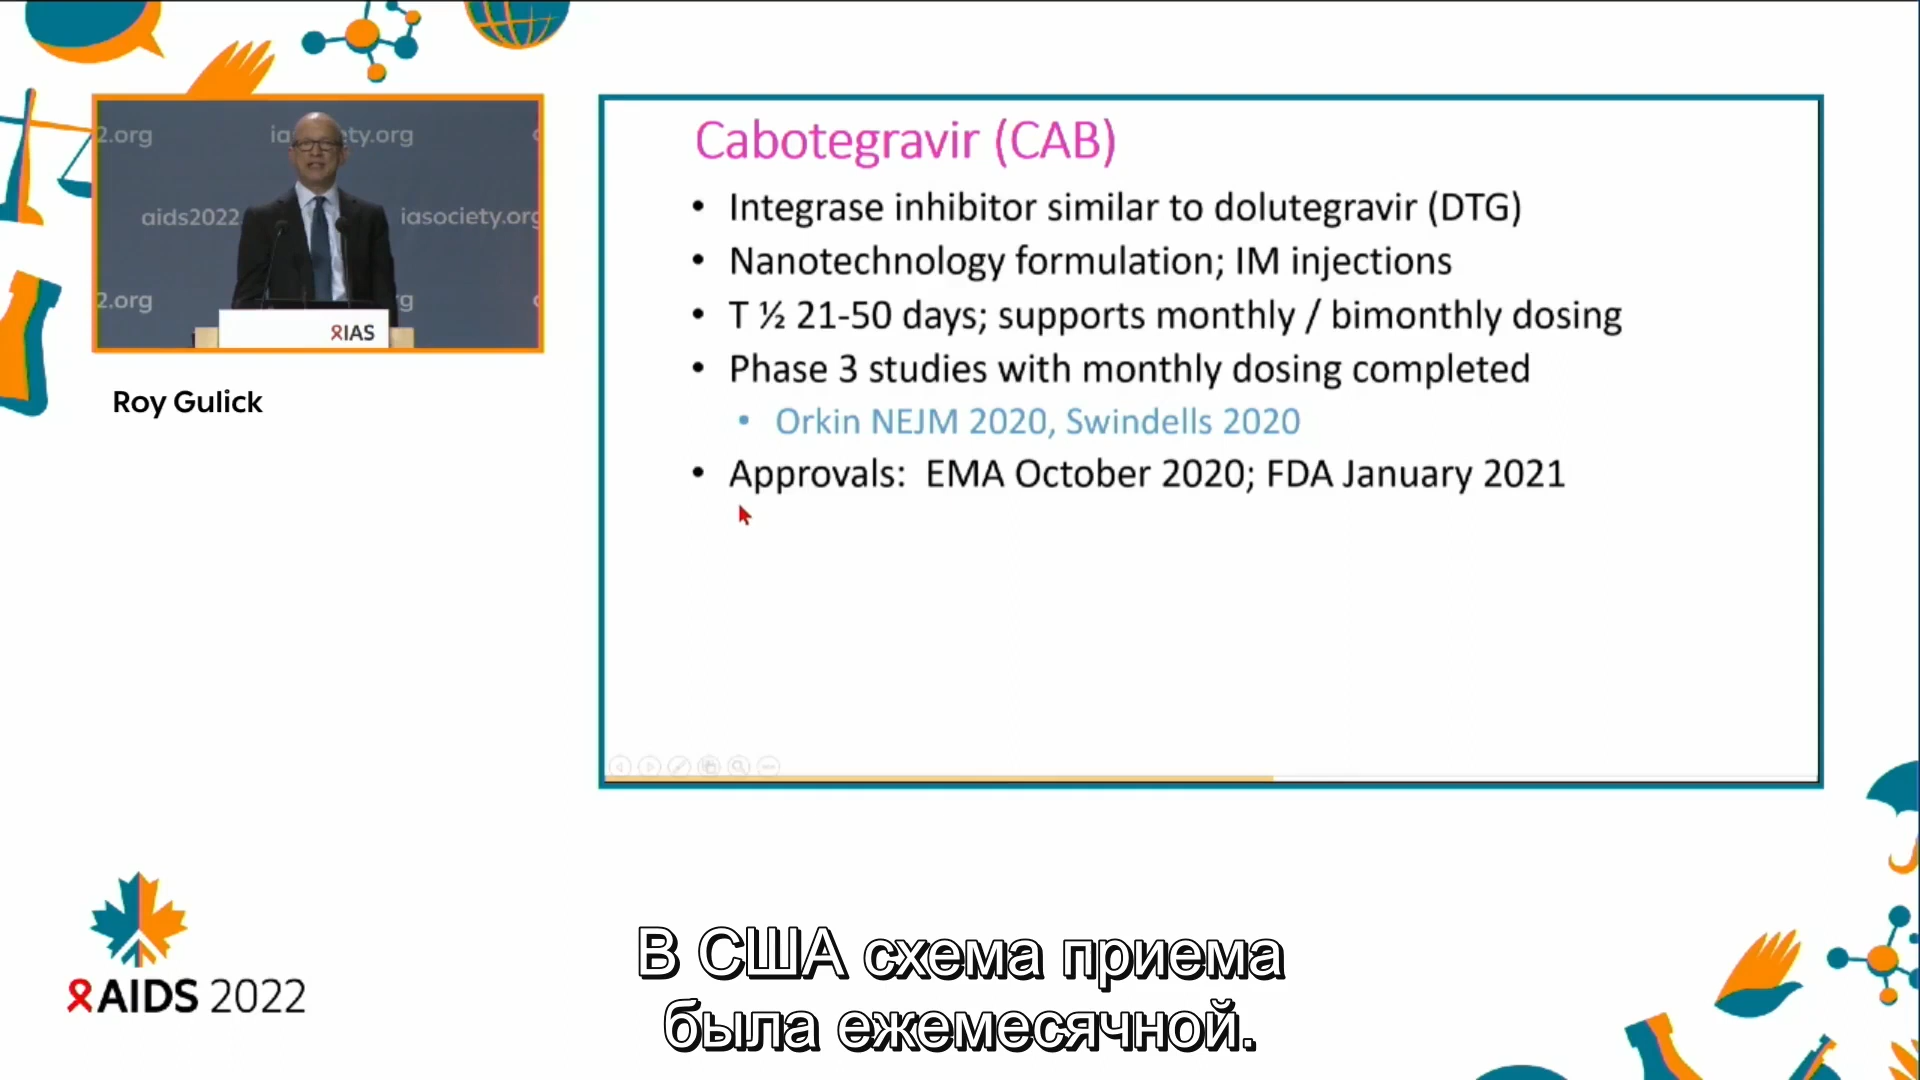 2.org
iasociety.org
aids2022.
iasociety.org
2.org
IAS
Roy Gulick
Cabotegravir (CAB)
• Integrase inhibitor similar to dolutegravir (DTG)
• Nanotechnology formulation; IM injections
• T ½ 21-50 days; supports monthly / bimonthly dosing
• Phase 3 studies with monthly dosing completed
• Orkin NEJM 2020, Swindells 2020
• Approvals: EMA October 2020; FDA January 2021
AIDS 2022
В США схема приема
была ежемесячной.